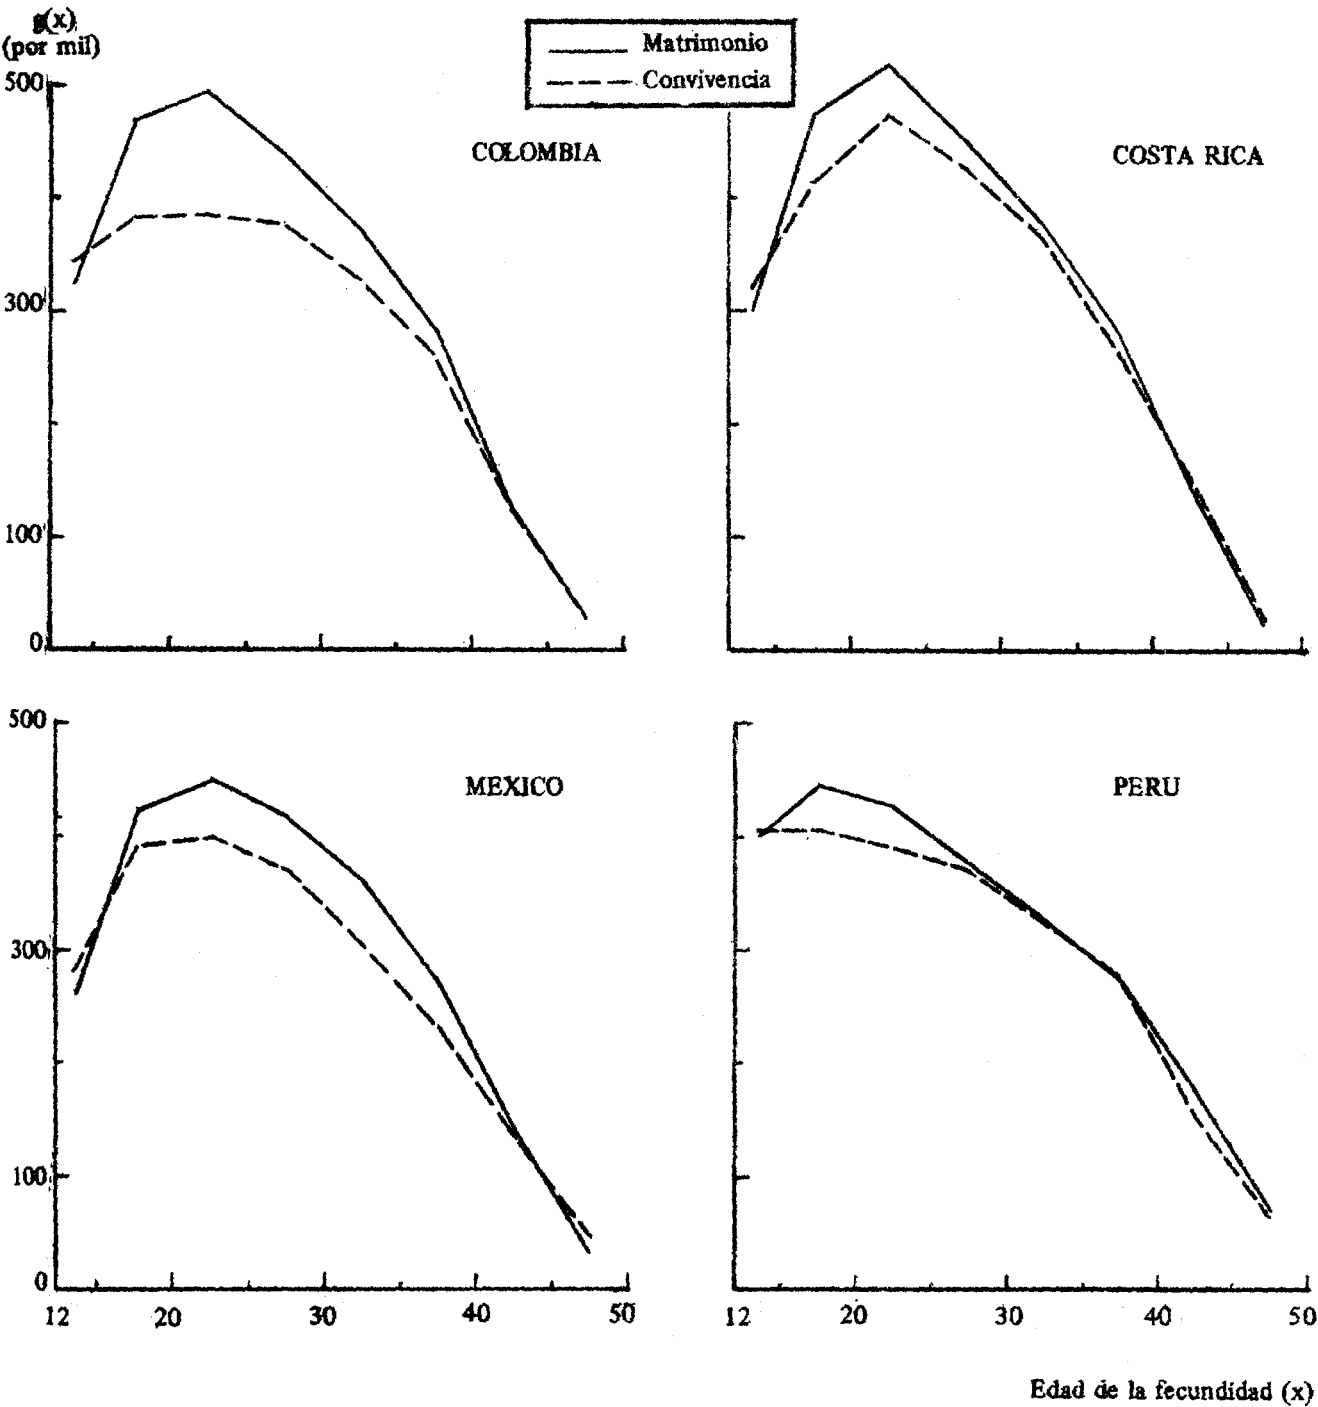 g(x)
(por mil)
Matrimonio
Convivencia
500
300
100
0
COLOMBIA
COSTA RICA
500
300
100
0
MEXICO
PERU
12 20 30 40 50
12 20 30 40 50
Edad de la fecundidad (x)